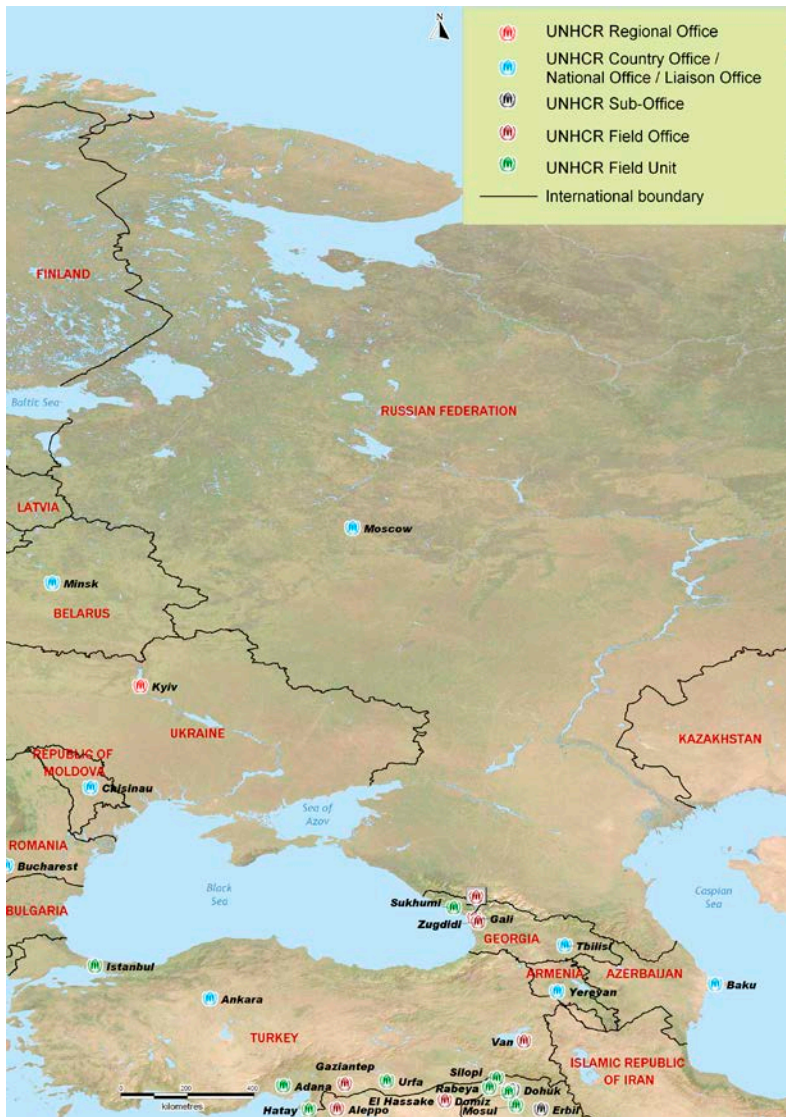 N
UNHCR Regional Office
UNHCR Country Office /
National Office / Liaison Office
UNHCR Sub-Office
UNHCR Field Office
UNHCR Field Unit
International boundary
FINLAND
Baltic Sea
RUSSIAN FEDERATION
LATVIA
Moscow
Minsk
BELARUS
Kyiv
UKRAINE
KAZAKHSTAN
REPUBLIC OF
MOLDOVA
Chisinau
Sea of
Azov
ROMANIA
Bucharest
Black
Sea
Caspian
Sea
BULGARIA
Sukhumi
Gali
Zugdidi
GEORGIA
Tbilisi
Istanbul
ARMENIA
AZERBAIJAN
Yerevan
Baku
Ankara
TURKEY
Van
ISLAMIC REPUBLIC
OF IRAN
Gaziantep
Silopi
Adana
Urfa
Rabeya
Dohuk
0 200 400
kilometres
El Hassake
Domiz
Hatay
Aleppo
Mosul
Erbil